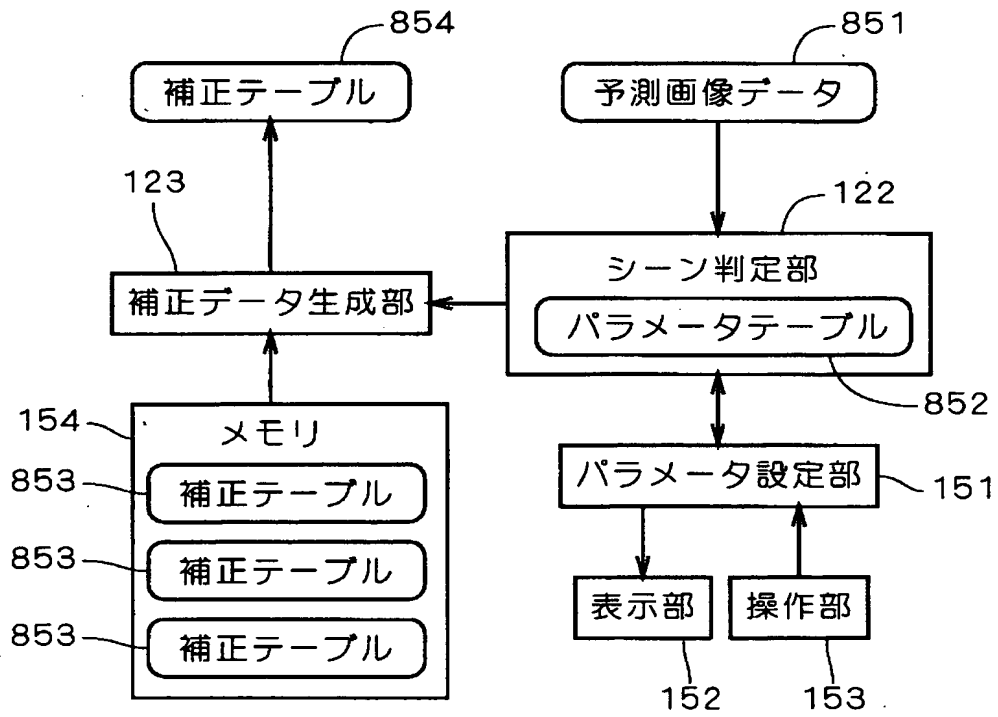 854
補正テーブル
851
予測画像データ
123
補正データ生成部
122
シーン判定部
パラメータテーブル
852
154
メモリ
853
補正テーブル
853
補正テーブル
853
補正テーブル
パラメータ設定部
151
表示部
操作部
152
153